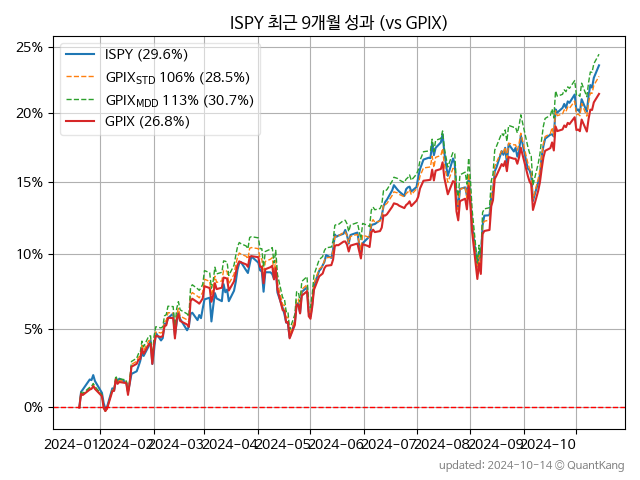 ISPY 최근 9개월 성과 (vs GPIX)
ISPY (29.6%)
GPIXSTD 106% (28.5%)
GPIXMDD 113% (30.7%)
GPIX (26.8%)
25%
20%
15%
10%
5%
0%
2024-01 2024-02 2024-03 2024-04 2024-05 2024-06 2024-07 2024-08 2024-09 2024-10
updated: 2024-10-14 © QuantKang